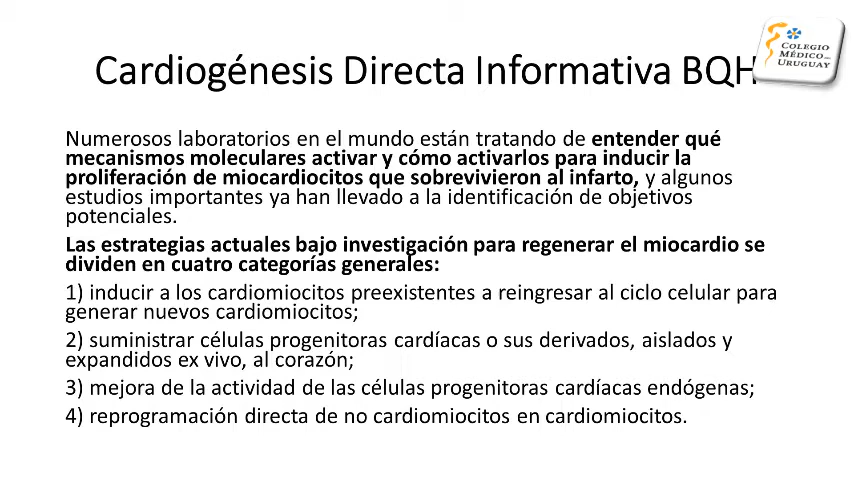 Cardiogénesis Directa Informativa BQH
COLEGIO
MÉDICO
URUGUAY
Numerosos laboratorios en el mundo están tratando de entender qué
mecanismos moleculares activar y cómo activarlos para inducir la
proliferación de miocardiocitos que sobrevivieron al infarto, y algunos
estudios importantes ya han llevado a la identificación de objetivos
potenciales.
Las estrategias actuales bajo investigación para regenerar el miocardio se
dividen en cuatro categorías generales:
1) inducir a los cardiomiocitos preexistentes a reingresar al ciclo celular para
generar nuevos cardiomiocitos;
2) suministrar células progenitoras cardíacas o sus derivados, aislados y
expandidos ex vivo, al corazón;
3) mejora de la actividad de las células progenitoras cardíacas endógenas;
4) reprogramación directa de no cardiomiocitos en cardiomiocitos.